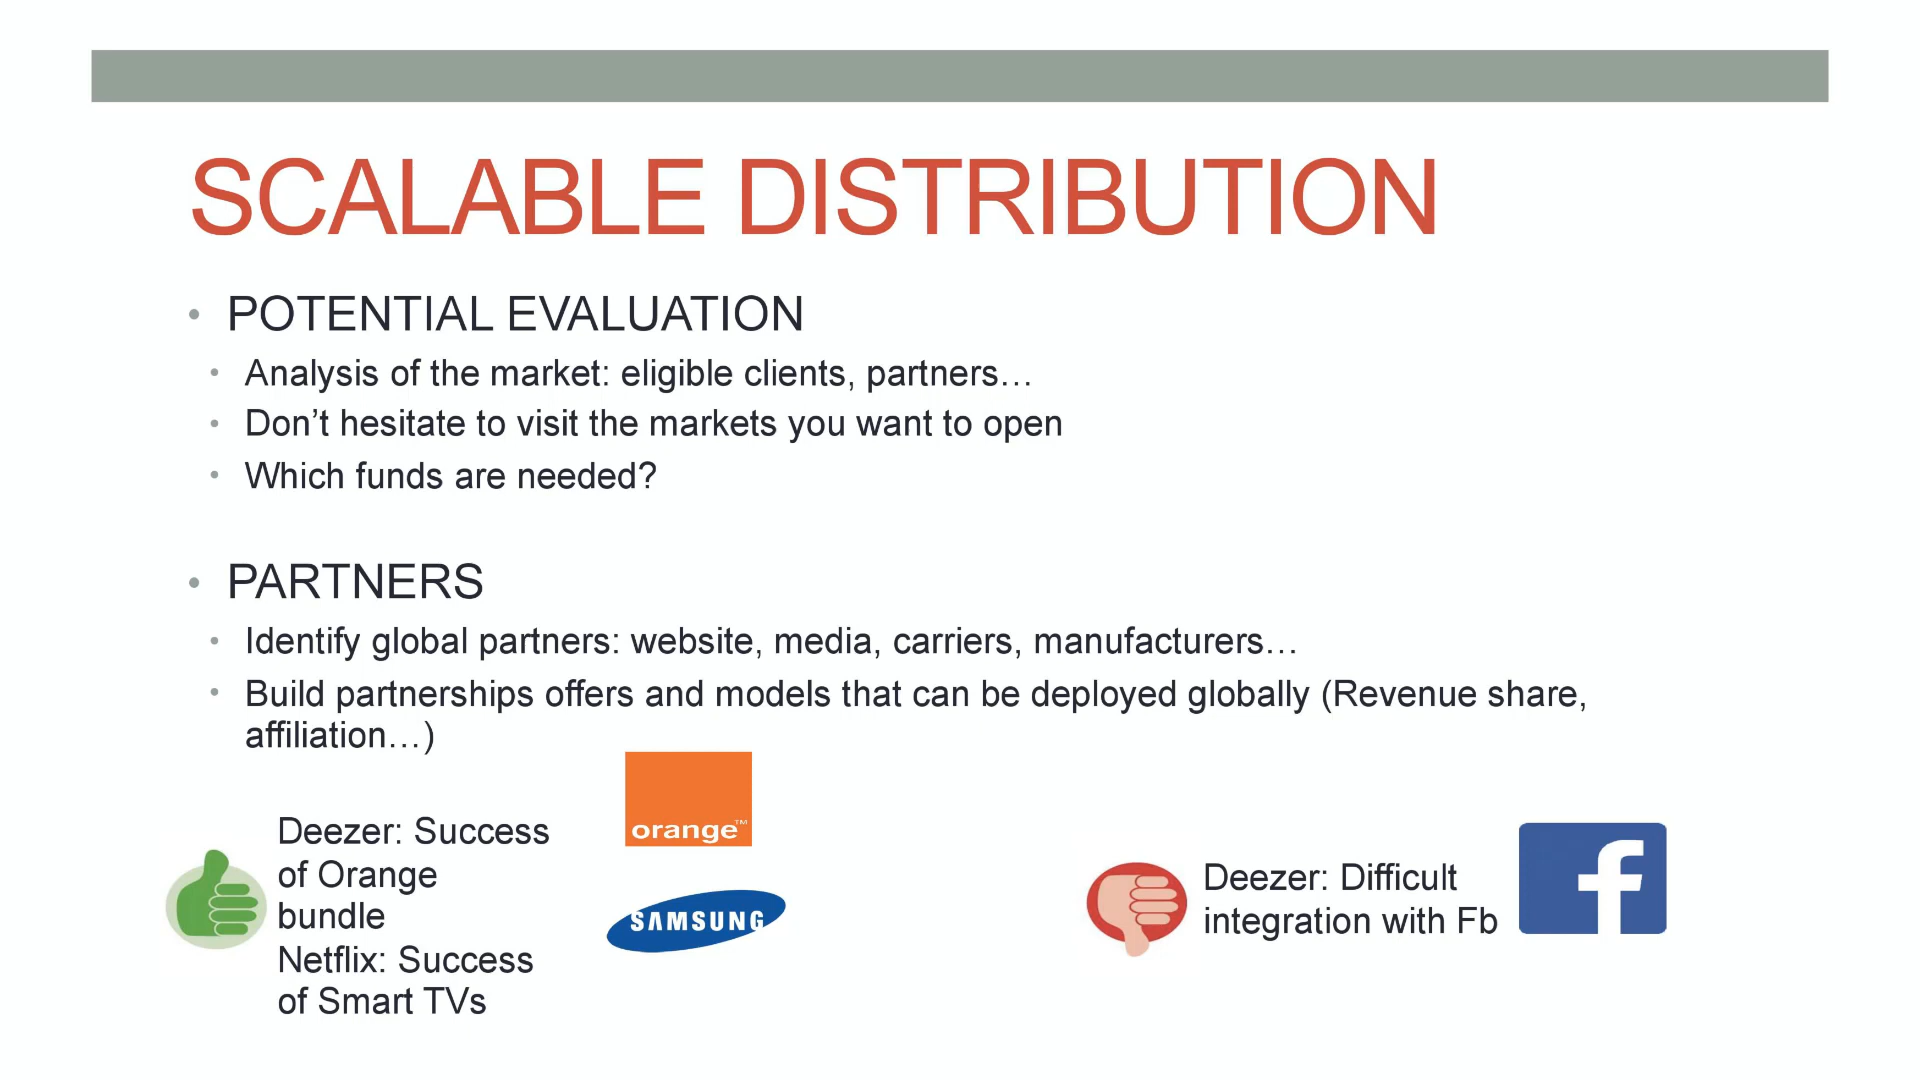 SCALABLE DISTRIBUTION
• POTENTIAL EVALUATION
• Analysis of the market: eligible clients, partners…
• Don’t hesitate to visit the markets you want to open
• Which funds are needed?
• PARTNERS
• Identify global partners: website, media, carriers, manufacturers…
• Build partnerships offers and models that can be deployed globally (Revenue share,
affiliation…)
Deezer: Success
of Orange
bundle
Netflix: Success
of Smart TVs
orange™
SAMSUNG
Deezer: Difficult
integration with Fb
f